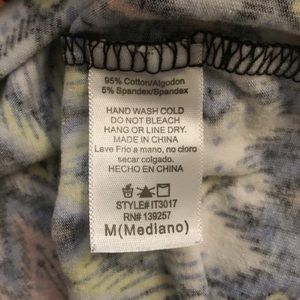 95% Cotton/Algodon
5% Spandex/Spandex
HAND WASH COLD
DO NOT BLEACH
HANG OR LINE DRY.
MADE IN CHINA
Lave Frio a mano, no cloro
secar colgado.
HECHO EN CHINA
STYLE# IT3017
RN# 139257
M(Mediano)